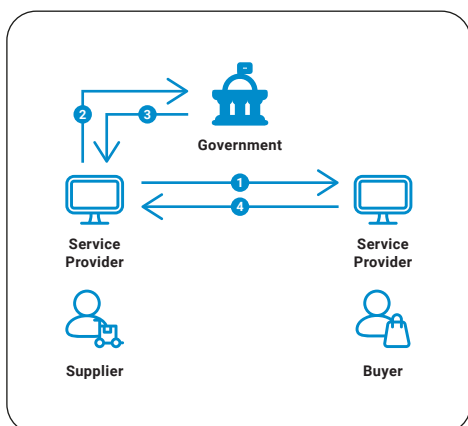 2
3
Government
1
4
Service
Provider
Service
Provider
Supplier
Buyer